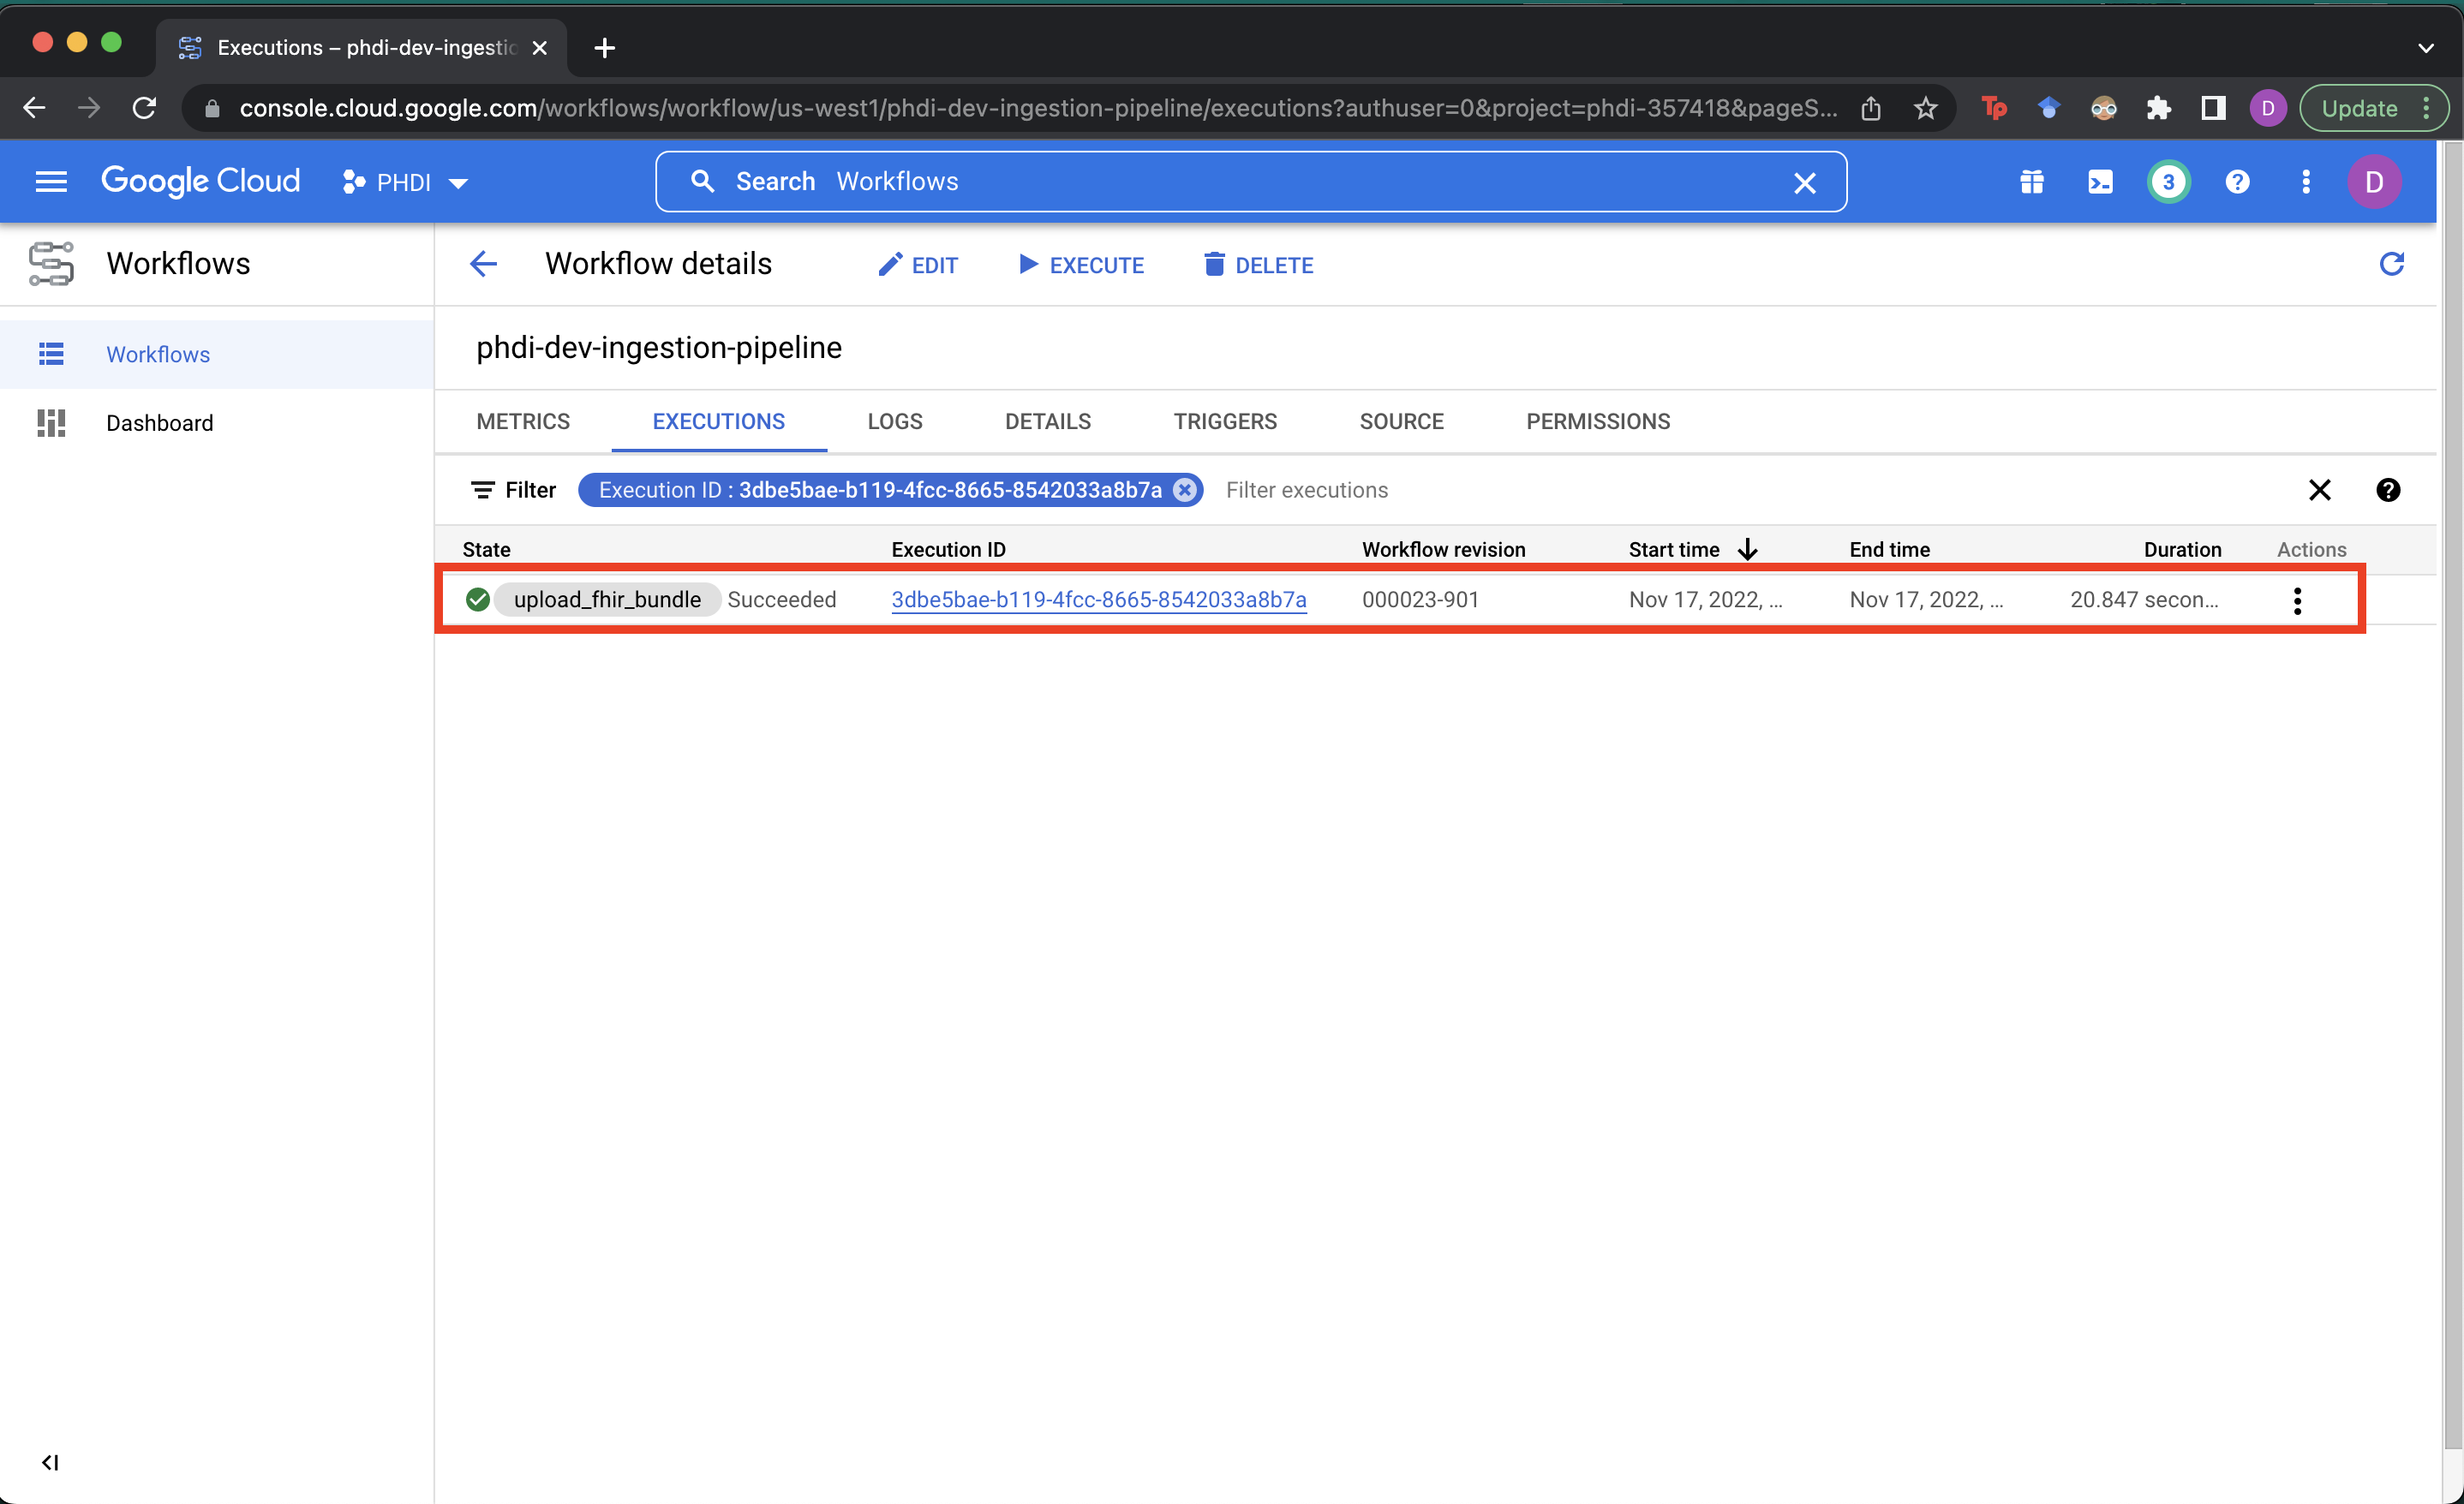 Executions – phdi-dev-ingestic
console.cloud.google.com/workflows/workflow/us-west1/phdi-dev-ingestion-pipeline/executions?authuser=0&project=phdi-357418&pageS... Tp D Update
Google Cloud PHDI Search Workflows 3 ? D
Workflows Workflow details EDIT EXECUTE DELETE
Workflows
Dashboard
phdi-dev-ingestion-pipeline
METRICS EXECUTIONS LOGS DETAILS TRIGGERS SOURCE PERMISSIONS
Filter Execution ID : 3dbe5bae-b119-4fcc-8665-8542033a8b7a Filter executions ?
State Execution ID Workflow revision Start time End time Duration Actions
upload_fhir_bundle Succeeded 3dbe5bae-b119-4fcc-8665-8542033a8b7a 000023-901 Nov 17, 2022, ... Nov 17, 2022, ... 20.847 secon...